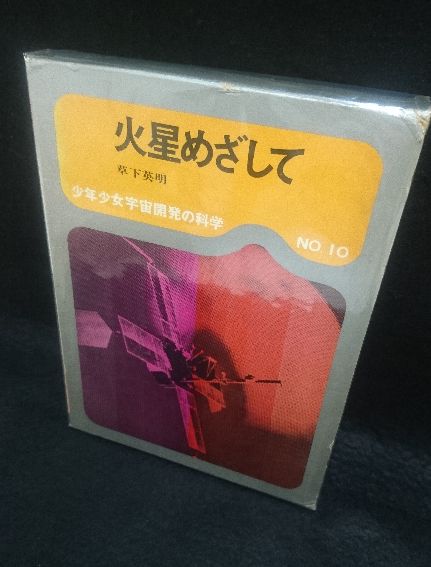 火星めざして
草下英明
少年少女宇宙開発の科学
NO.10